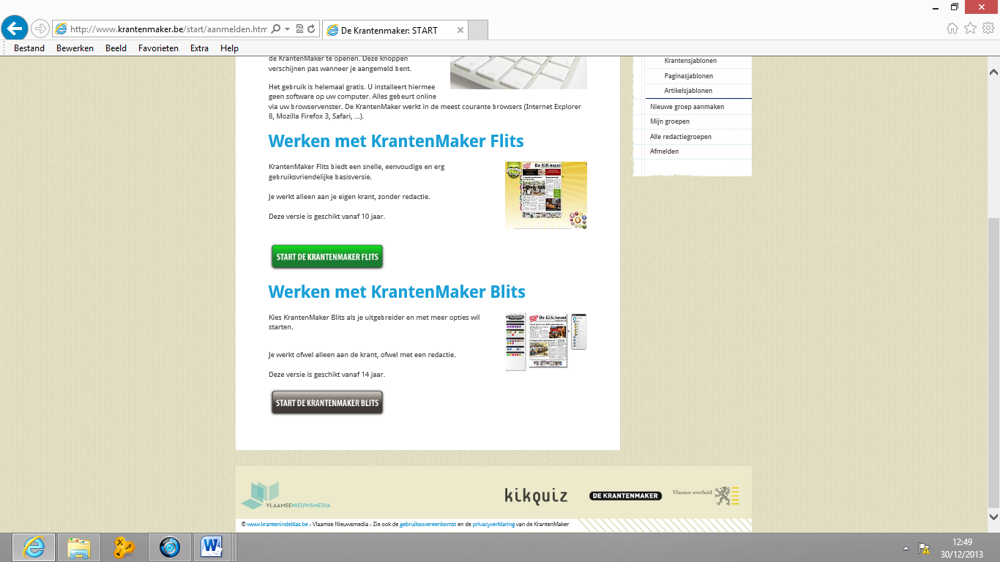 http://www.krantenmaker.be/start/aanmelden.htm
De Krantenmaker: START
Bestand Bewerken Beeld Favorieten Extra Help
de KrantenMaker te openen. Deze knoppen
verschijnen pas wanneer je aangemeld bent.
Het gebruik is helemaal gratis. U installeert hiermee
geen software op uw computer. Alles gebeurt online
via uw browservenster. De KrantenMaker werkt in de meest courante browsers (Internet Explorer
8, Mozilla Firefox 3, Safari, ...).
Werken met KrantenMaker Flits
KrantenMaker Flits biedt een snelle, eenvoudige en erg
gebruiksvriendelijke basisversie.
Je werkt alleen aan je eigen krant, zonder redactie.
Deze versie is geschikt vanaf 10 jaar.
De KiK-krant
START DE KRANTENMAKER FLITS
Werken met KrantenMaker Blits
Kies KrantenMaker Blits als je uitgebreider en met meer opties wil
starten.
Je werkt ofwel alleen aan de krant, ofwel met een redactie.
Deze versie is geschikt vanaf 14 jaar.
De KiK-krant
START DE KRANTENMAKER BLITS
Krantensjablonen
Paginasjablonen
Artikelsjablonen
Nieuwe groep aanmaken
Mijn groepen
Alle redactiegroepen
Afmelden
VLAAMSENIEUWSMEDIA
kikquiz
DE KRANTENMAKER
Vlaamse overheid
© www.krantenindeklas.be - Vlaamse Nieuwsmedia - Zie ook de gebruiksovereenkomst en de privacyverklaring van de KrantenMaker
12:49
30/12/2013